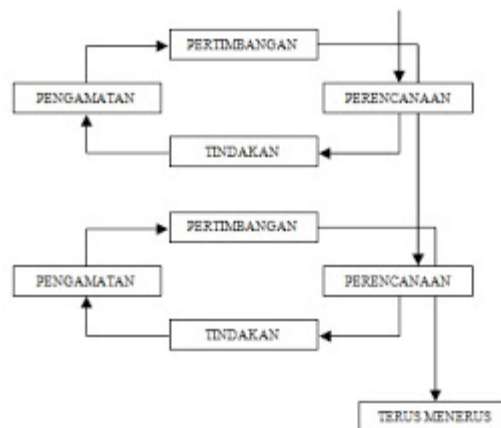 PERTIMBANGAN
PENGAMATAN
PERENCANAAN
TINDAKAN
PERTIMBANGAN
PENGAMATAN
PERENCANAAN
TINDAKAN
TERUS MENERUS